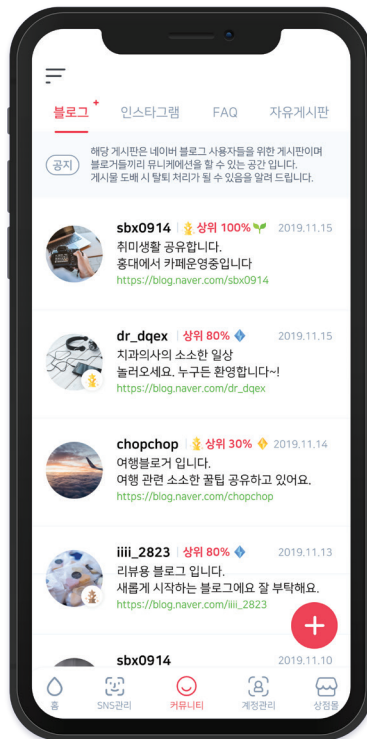 블로그
인스타그램
FAQ
자유게시판
공지
해당 게시판은 네이버 블로그 사용자들을 위한 게시판이며
블로거들끼리 뮤니케에션을 할 수 있는 공간 입니다.
게시물 도배 시 탈퇴 처리가 될 수 있음을 알려 드립니다.
sbx0914 상위 100% 2019.11.15
취미생활 공유합니다.
홍대에서 카페운영중입니다
https://blog.naver.com/sbx0914
dr_dqex 상위 80% 2019.11.15
치과의사의 소소한 일상
놀러오세요. 누구든 환영합니다~!
https://blog.naver.com/dr_dqex
chopchop 상위 30% 2019.11.14
여행블로거 입니다.
여행 관련 소소한 꿀팁 공유하고 있어요.
https://blog.naver.com/chopchop
iiii_2823 상위 80% 2019.11.13
리뷰용 블로그 입니다.
새롭게 시작하는 블로그에요 잘 부탁해요.
https://blog.naver.com/iiii_2823
sbx0914 2019.11.10
홈
SNS관리
커뮤니티
계정관리
상점몰